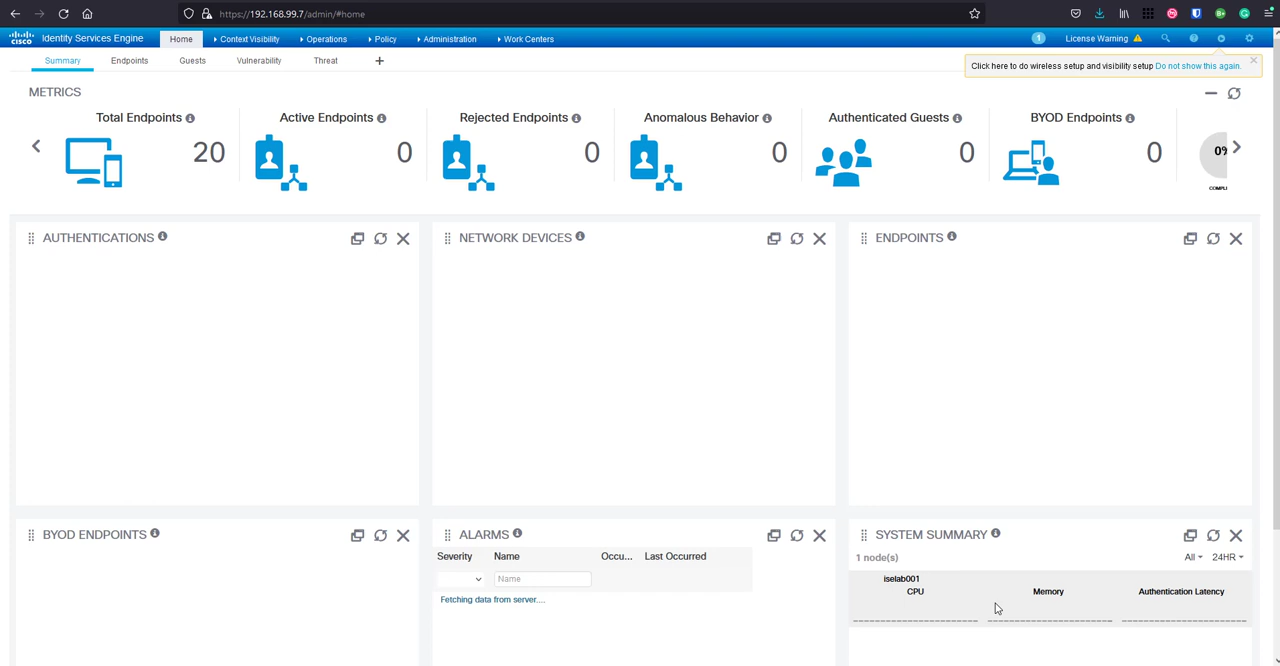 https://192.168.99.7/admin/#home
cisco Identity Services Engine Home Context Visibility Operations Policy Administration Work Centers 1 License Warning
Summary Endpoints Guests Vulnerability Threat +
Click here to do wireless setup and visibility setup Do not show this again.
METRICS
Total Endpoints Active Endpoints Rejected Endpoints Anomalous Behavior Authenticated Guests BYOD Endpoints
20 0 0 0 0 0 0%
AUTHENTICATIONS NETWORK DEVICES ENDPOINTS
BYOD ENDPOINTS ALARMS SYSTEM SUMMARY
Severity Name Occu... Last Occurred
Name
Fetching data from server....
1 node(s) All 24HR
iselab001
CPU Memory Authentication Latency